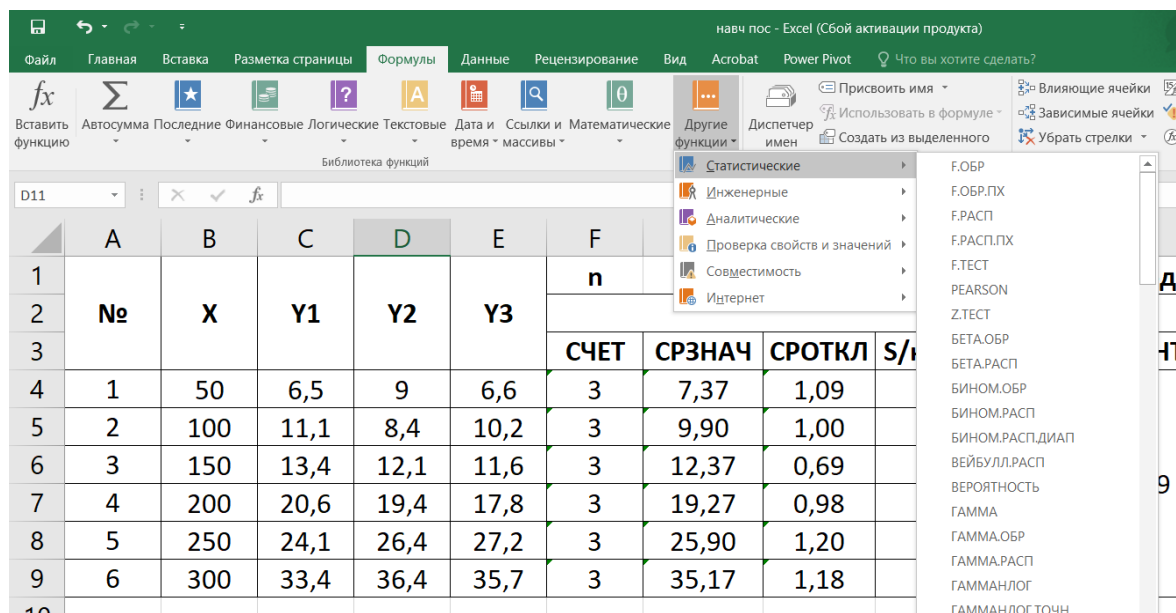 навч пос - Excel (Сбой активации продукта)
Файл Главная Вставка Разметка страницы Формулы Данные Рецензирование Вид Acrobat Power Pivot Что вы хотите сделать?
fx Σ ? A θ
Вставить функцию Автосумма Последние Финансовые Логические Текстовые Дата и время Ссылки и массивы Математические Другие функции Диспетчер имен
Присвоить имя
Использовать в формуле
Создать из выделенного
Влияющие ячейки
Зависимые ячейки
Убрать стрелки
Библиотека функций
D11 fx
Статистические
Инженерные
Аналитические
Проверка свойств и значений
Совместимость
Интернет
F.ОБР
F.ОБР.ПХ
F.РАСП
F.РАСП.ПХ
F.ТЕСТ
PEARSON
Z.ТЕСТ
БЕТА.ОБР
БЕТА.РАСП
БИНОМ.ОБР
БИНОМ.РАСП
БИНОМ.РАСП.ДИАП
ВЕЙБУЛЛ.РАСП
ВЕРОЯТНОСТЬ
ГАММА
ГАММА.ОБР
ГАММА.РАСП
ГАММАНЛОГ
ГАММАНЛОГ.ТОЧН
A B C D E F
1 n
2 № X Y1 Y2 Y3
3 СЧЕТ СРЗНАЧ СРОТКЛ
4 1 50 6,5 9 6,6 3 7,37 1,09
5 2 100 11,1 8,4 10,2 3 9,90 1,00
6 3 150 13,4 12,1 11,6 3 12,37 0,69
7 4 200 20,6 19,4 17,8 3 19,27 0,98
8 5 250 24,1 26,4 27,2 3 25,90 1,20
9 6 300 33,4 36,4 35,7 3 35,17 1,18